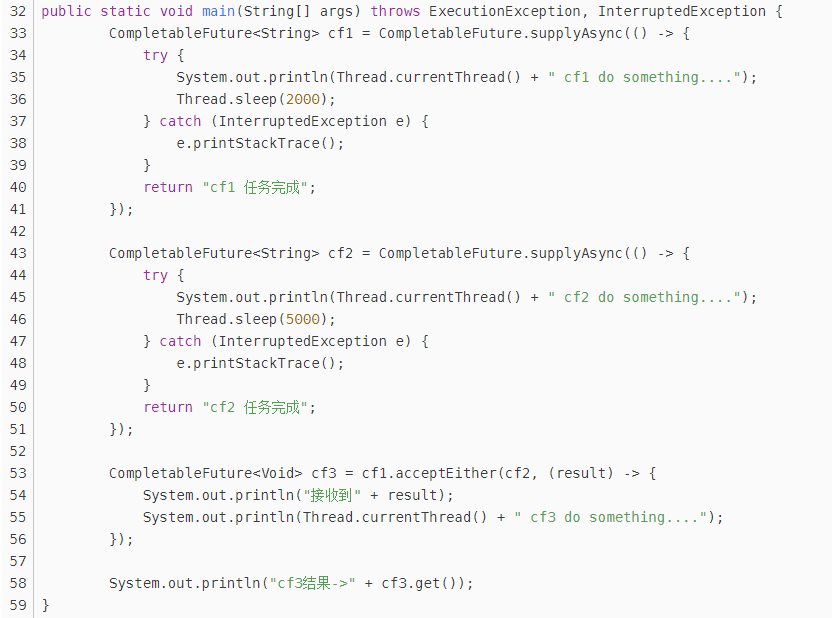 32 public static void main(String[] args) throws ExecutionException, InterruptedException {
33         CompletableFuture<String> cf1 = CompletableFuture.supplyAsync(() -> {
34             try {
35                 System.out.println(Thread.currentThread() + " cf1 do something....");
36                 Thread.sleep(2000);
37             } catch (InterruptedException e) {
38                 e.printStackTrace();
39             }
40             return "cf1 任务完成";
41         });
42
43         CompletableFuture<String> cf2 = CompletableFuture.supplyAsync(() -> {
44             try {
45                 System.out.println(Thread.currentThread() + " cf2 do something....");
46                 Thread.sleep(5000);
47             } catch (InterruptedException e) {
48                 e.printStackTrace();
49             }
50             return "cf2 任务完成";
51         });
52
53         CompletableFuture<Void> cf3 = cf1.acceptEither(cf2, (result) -> {
54             System.out.println("接收到" + result);
55             System.out.println(Thread.currentThread() + " cf3 do something....");
56         });
57
58         System.out.println("cf3结果->" + cf3.get());
59 }